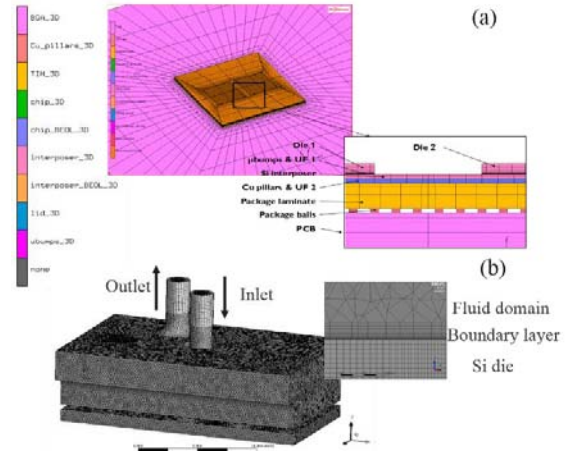 (a)
BGA_3D
Cu_pillars_3D
TIM_3D
chip_3D
chip_BEOL_3D
interposer_3D
interposer_BEOL_3D
lid_3D
ubumps_3D
none
Die 1
Die 2
μbumps & UF 1
Si interposer
Cu pillars & UF 2
Package laminate
Package balls
PCB
(b)
Outlet
Inlet
Fluid domain
Boundary layer
Si die